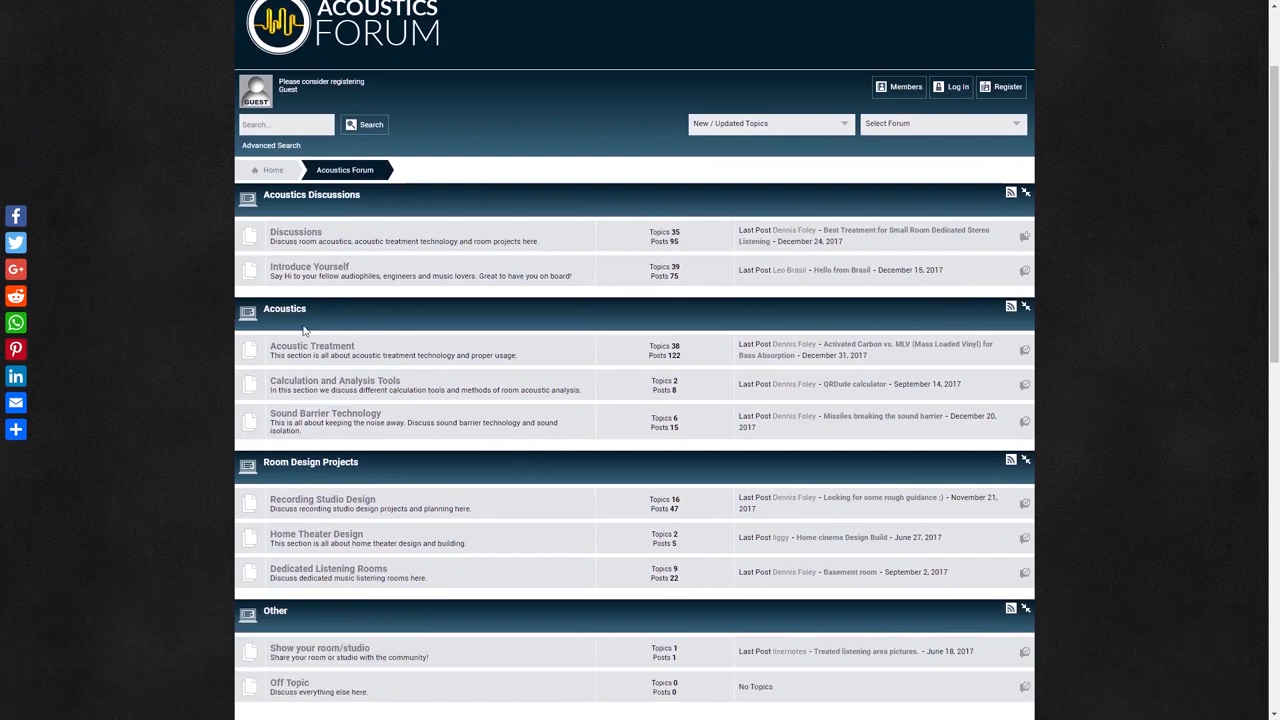 ACOUSTICS
FORUM
Please consider registering
Guest
GUEST
Members
Log In
Register
Search...
Search
New / Updated Topics
Select Forum
Advanced Search
Home
Acoustics Forum
Acoustics Discussions
Discussions
Discuss room acoustics, acoustic treatment technology and room projects here.
Topics 35
Posts 95
Last Post Dennis Foley - Best Treatment for Small Room Dedicated Stereo
Listening - December 24, 2017
Introduce Yourself
Say Hi to your fellow audiophiles, engineers and music lovers. Great to have you on board!
Topics 39
Posts 75
Last Post Leo Brasil - Hello from Brasil - December 15, 2017
Acoustics
Acoustic Treatment
This section is all about acoustic treatment technology and proper usage.
Topics 38
Posts 122
Last Post Dennis Foley - Activated Carbon vs. MLV (Mass Loaded Vinyl) for
Bass Absorption - December 31, 2017
Calculation and Analysis Tools
In this section we discuss different calculation tools and methods of room acoustic analysis.
Topics 2
Posts 8
Last Post Dennis Foley - QRDude calculator - September 14, 2017
Sound Barrier Technology
This is all about keeping the noise away. Discuss sound barrier technology and sound
isolation.
Topics 6
Posts 15
Last Post Dennis Foley - Missiles breaking the sound barrier - December 20,
2017
Room Design Projects
Recording Studio Design
Discuss recording studio design projects and planning here.
Topics 16
Posts 47
Last Post Dennis Foley - Looking for some rough guidance :) - November 21,
2017
Home Theater Design
This section is all about home theater design and building.
Topics 2
Posts 5
Last Post liggy - Home cinema Design Build - June 27, 2017
Dedicated Listening Rooms
Discuss dedicated music listening rooms here.
Topics 9
Posts 22
Last Post Dennis Foley - Basement room - September 2, 2017
Other
Show your room/studio
Share your room or studio with the community!
Topics 1
Posts 1
Last Post linernotes - Treated listening area pictures. - June 18, 2017
Off Topic
Discuss everything else here.
Topics 0
Posts 0
No Topics